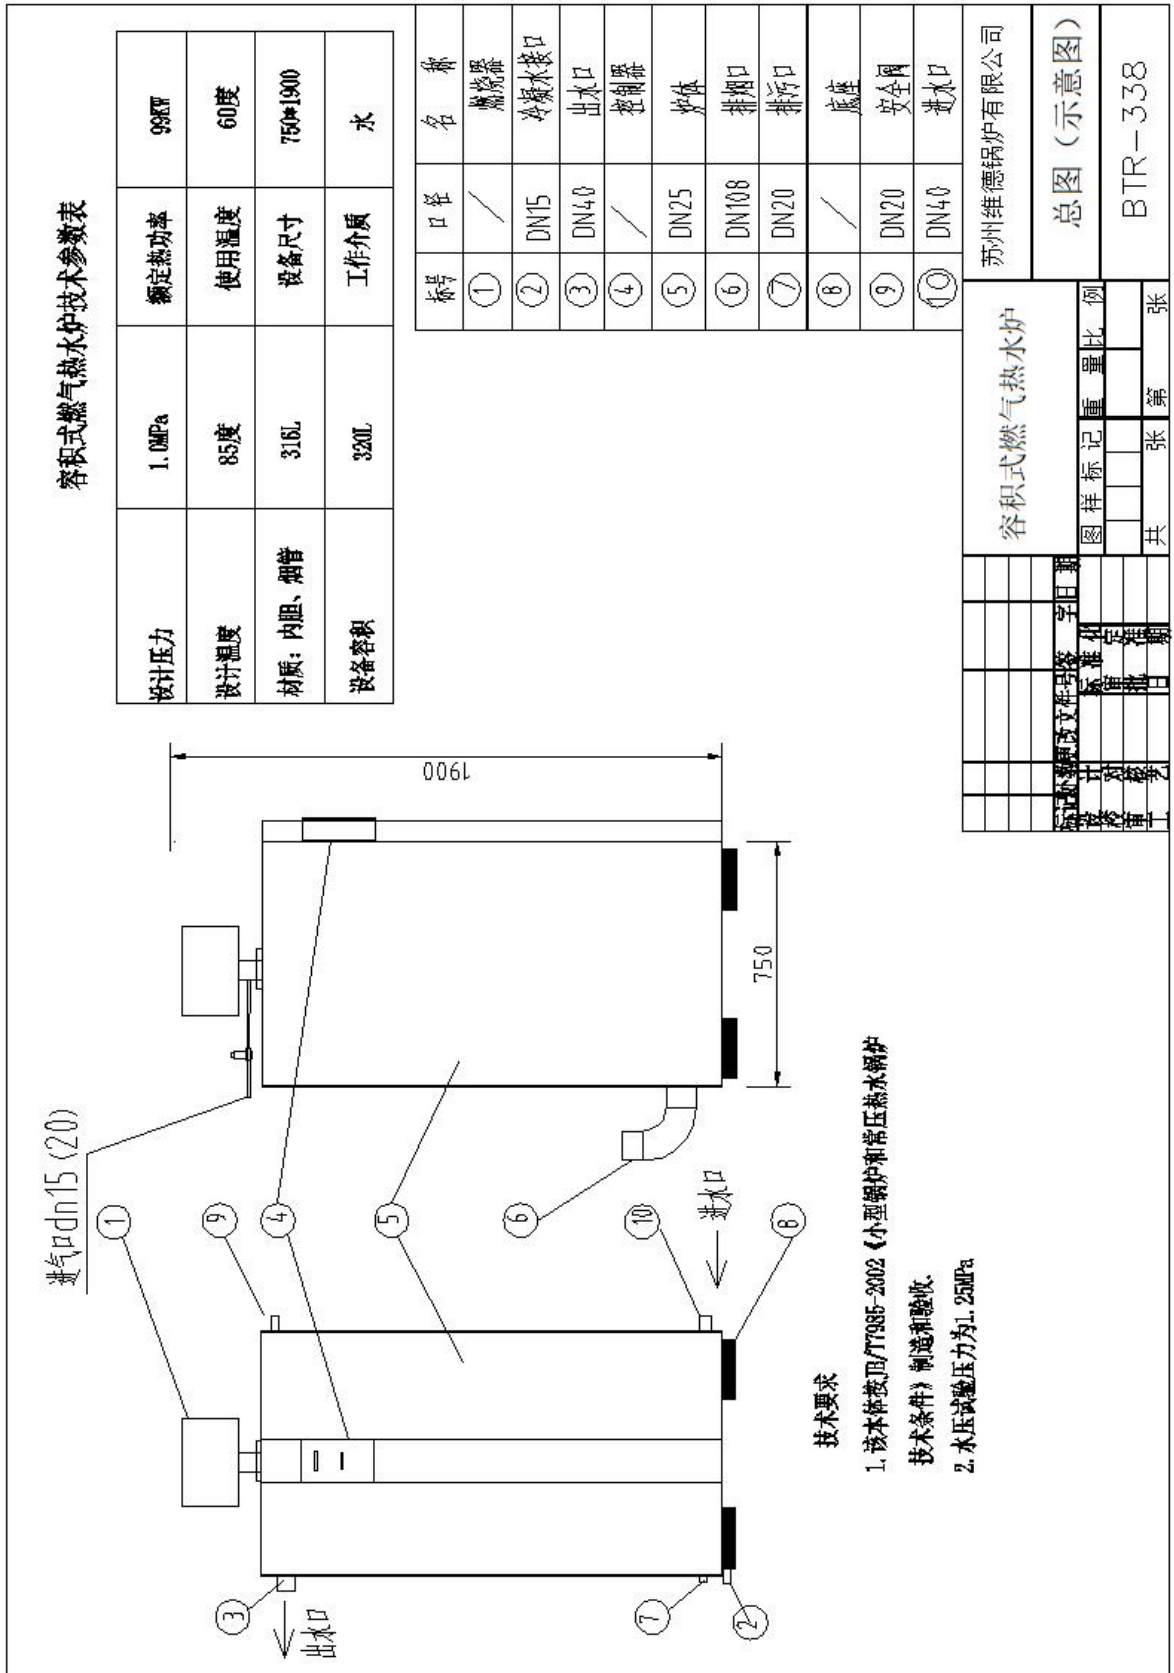 容积式燃气热水炉技术参数表
设计压力 1.0MPa 额定热功率 99KW
设计温度 85度 使用温度 60度
材质：内胆、烟管 316L 设备尺寸 750*1900
设备容积 320L 工作介质 水
标号 口径 名 称
① / 燃烧器
② DN15 冷凝水接口
③ DN40 出水口
④ / 控制器
⑤ DN25 炉体
⑥ DN108 排烟口
⑦ DN20 排污口
⑧ / 底座
⑨ DN20 安全阀
⑩ DN40 进水口
进气口dn15(20)
①
⑨
④
⑤
⑥
⑩
进水口
⑧
③
出水口
⑦
②
1900
750
技术要求
1.该本体按JB/T7985-2002《小型锅炉和常压热水锅炉
技术条件》制造和验收.
2.水压试验压力为1.25MPa
容积式燃气热水炉
苏州维德锅炉有限公司
总图（示意图）
BTR-338
图样标记 重 量 比 例
共 张 第 张